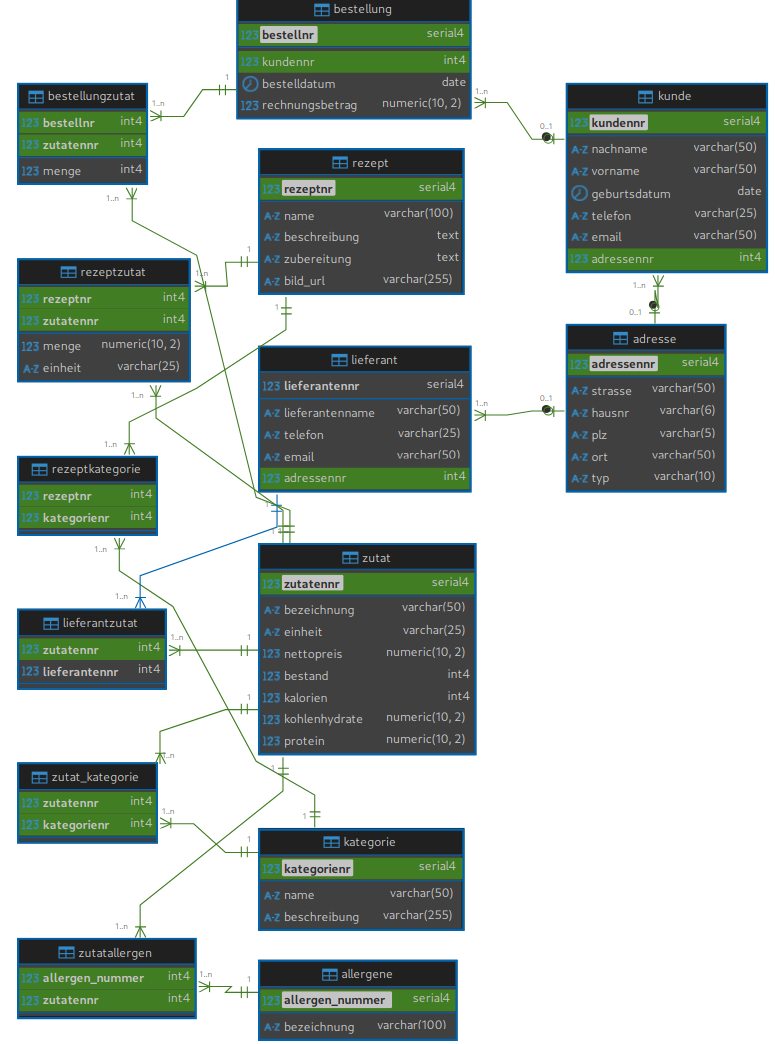 bestellung
123 bestellnr serial4
123 kundennr int4
bestelldatum date
123 rechnungsbetrag numeric(10, 2)
1
1..n
1..n
0..1
bestellungzutat
123 bestellnr int4
123 zutatennr int4
123 menge int4
1..n
kunde
123 kundennr serial4
A-Z nachname varchar(50)
A-Z vorname varchar(50)
geburtsdatum date
A-Z telefon varchar(25)
A-Z email varchar(50)
123 adressennr int4
1..n
0..1
rezept
123 rezeptnr serial4
A-Z name varchar(100)
A-Z beschreibung text
A-Z zubereitung text
A-Z bild_url varchar(255)
1
1
rezeptzutat
123 rezeptnr int4
123 zutatennr int4
123 menge numeric(10, 2)
A-Z einheit varchar(25)
1..n
1..n
adresse
123 adressennr serial4
A-Z strasse varchar(50)
A-Z hausnr varchar(6)
A-Z plz varchar(5)
A-Z ort varchar(50)
A-Z typ varchar(10)
lieferant
123 lieferantennr serial4
A-Z lieferantenname varchar(50)
A-Z telefon varchar(25)
A-Z email varchar(50)
123 adressennr int4
1..n
0..1
1
1
1..n
rezeptkategorie
123 rezeptnr int4
123 kategorienr int4
1..n
zutat
123 zutatennr serial4
A-Z bezeichnung varchar(50)
A-Z einheit varchar(25)
123 nettopreis numeric(10, 2)
123 bestand int4
123 kalorien int4
123 kohlenhydrate numeric(10, 2)
123 protein numeric(10, 2)
1..n
lieferantzutat
123 zutatennr int4
123 lieferantennr int4
1..n
1
1
1..n
zutat_kategorie
123 zutatennr int4
123 kategorienr int4
1..n
1
1
1
kategorie
123 kategorienr serial4
A-Z name varchar(50)
A-Z beschreibung varchar(255)
1..n
zutatallergen
123 allergen_nummer int4
123 zutatennr int4
1..n
1
allergene
123 allergen_nummer serial4
A-Z bezeichnung varchar(100)